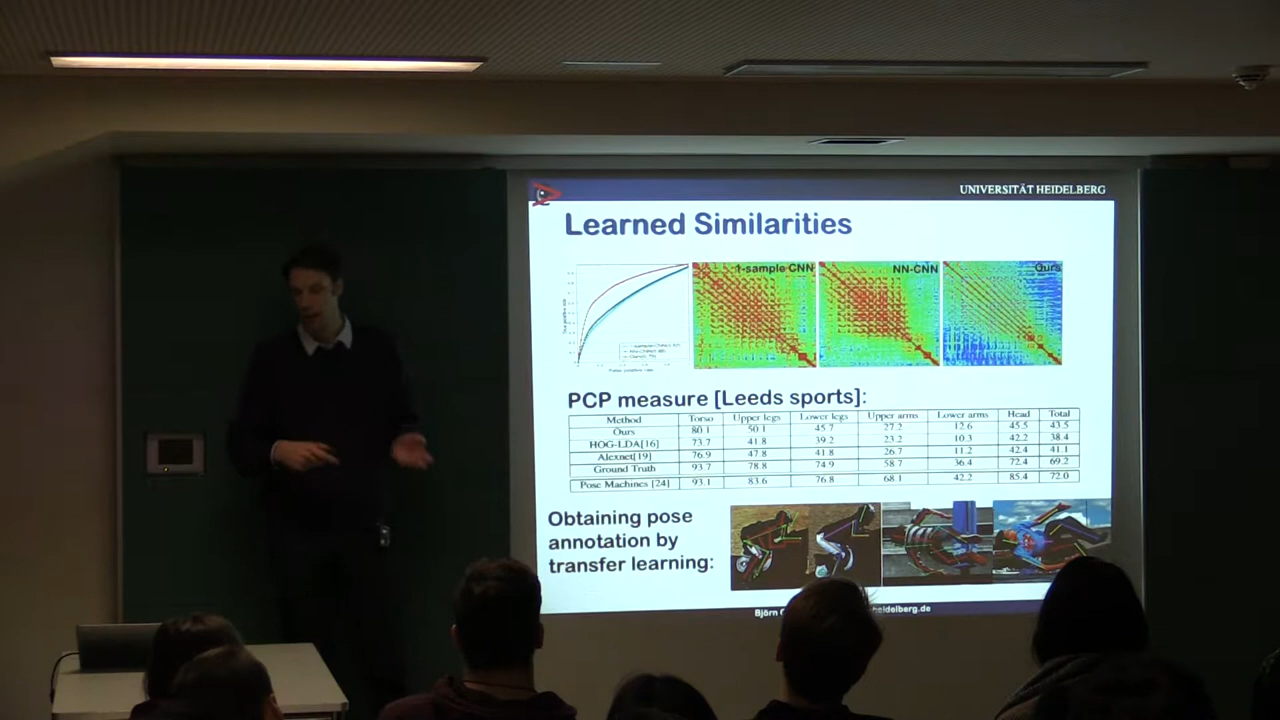 UNIVERSITÄT HEIDELBERG
Learned Similarities
1-sample CNN
NN-CNN
Ours
PCP measure [Leeds sports]:
Method Torso Upper legs Lower legs Upper arms Lower arms Head Total
Ours 80.1 50.1 45.7 27.2 12.6 45.5 43.5
HOG-LDA[16] 73.7 41.8 39.2 23.2 10.3 42.2 38.4
Alexnet[19] 76.9 47.8 41.8 26.7 11.2 42.4 41.1
Ground Truth 93.7 78.8 74.9 58.7 36.4 72.4 69.2
Pose Machines [24] 93.1 83.6 76.8 68.1 42.2 85.4 72.0
Obtaining pose
annotation by
transfer learning:
Björn heidelberg.de